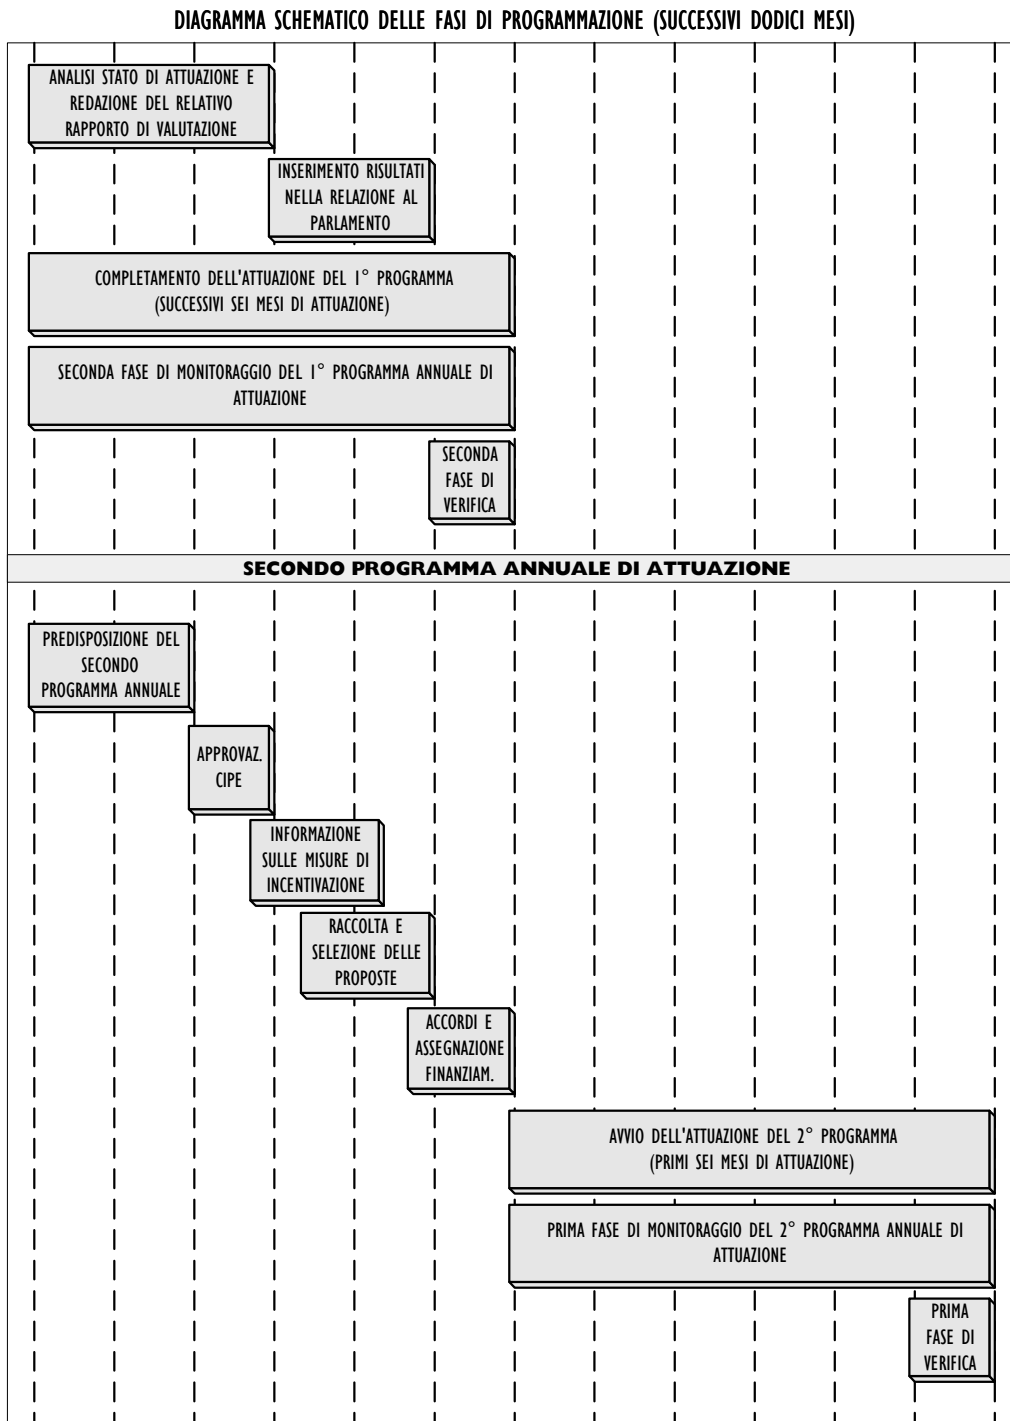 DIAGRAMMA SCHEMATICO DELLE FASI DI PROGRAMMAZIONE (SUCCESSIVI DODICI MESI)
ANALISI STATO DI ATTUAZIONE E
REDAZIONE DEL RELATIVO
RAPPORTO DI VALUTAZIONE
INSERIMENTO RISULTATI
NELLA RELAZIONE AL
PARLAMENTO
COMPLETAMENTO DELL'ATTUAZIONE DEL 1° PROGRAMMA
(SUCCESSIVI SEI MESI DI ATTUAZIONE)
SECONDA FASE DI MONITORAGGIO DEL 1° PROGRAMMA ANNUALE DI
ATTUAZIONE
SECONDA
FASE DI
VERIFICA
SECONDO PROGRAMMA ANNUALE DI ATTUAZIONE
PREDISPOSIZIONE DEL
SECONDO
PROGRAMMA ANNUALE
APPROVAZ.
CIPE
INFORMAZIONE
SULLE MISURE DI
INCENTIVAZIONE
RACCOLTA E
SELEZIONE DELLE
PROPOSTE
ACCORDI E
ASSEGNAZIONE
FINANZIAM.
AVVIO DELL'ATTUAZIONE DEL 2° PROGRAMMA
(PRIMI SEI MESI DI ATTUAZIONE)
PRIMA FASE DI MONITORAGGIO DEL 2° PROGRAMMA ANNUALE DI
ATTUAZIONE
PRIMA
FASE DI
VERIFICA